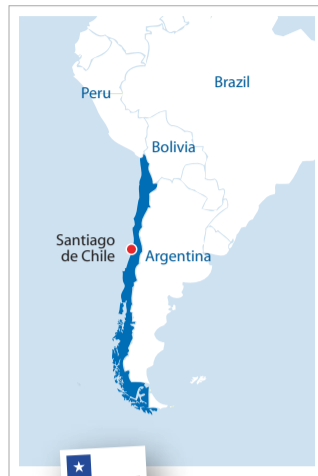 Brazil
Peru
Bolivia
Santiago
de Chile
Argentina